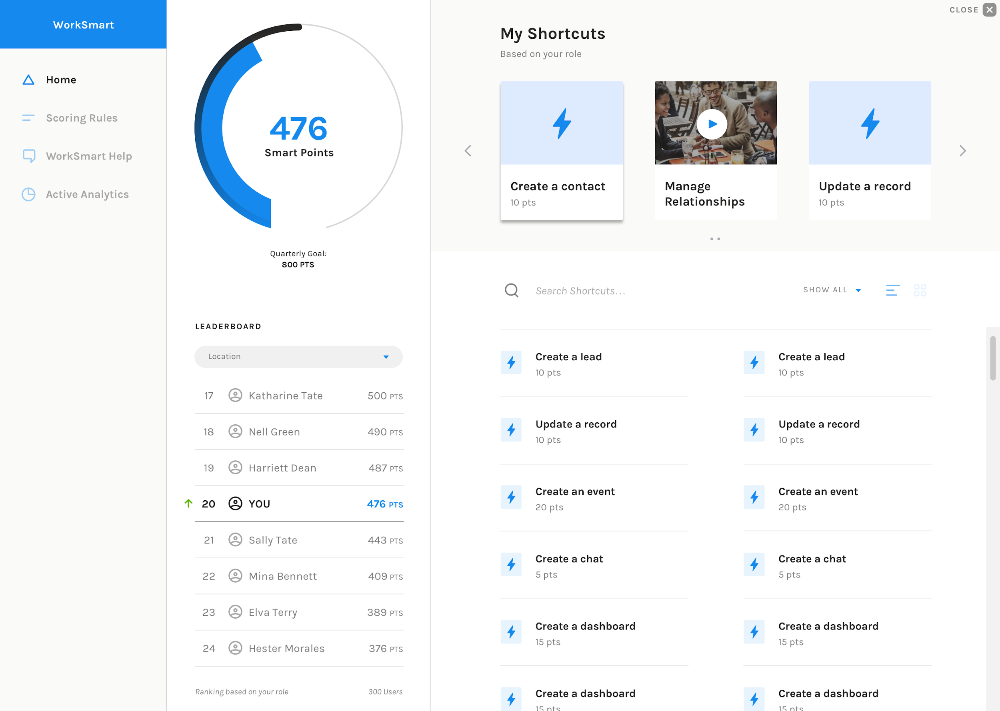 WorkSmart
Home
Scoring Rules
WorkSmart Help
Active Analytics
476
Smart Points
Quarterly Goal:
800 PTS
LEADERBOARD
Location
17 Katharine Tate 500 PTS
18 Nell Green 490 PTS
19 Harriett Dean 487 PTS
20 YOU 476 PTS
21 Sally Tate 443 PTS
22 Mina Bennett 409 PTS
23 Elva Terry 389 PTS
24 Hester Morales 376 PTS
Ranking based on your role 300 Users
CLOSE
My Shortcuts
Based on your role
Create a contact
10 pts
Manage
Relationships
Update a record
10 pts
Search Shortcuts...
SHOW ALL
Create a lead
10 pts
Create a lead
10 pts
Update a record
10 pts
Update a record
10 pts
Create an event
20 pts
Create an event
20 pts
Create a chat
5 pts
Create a chat
5 pts
Create a dashboard
15 pts
Create a dashboard
15 pts
Create a dashboard
15 pts
Create a dashboard
15 pts